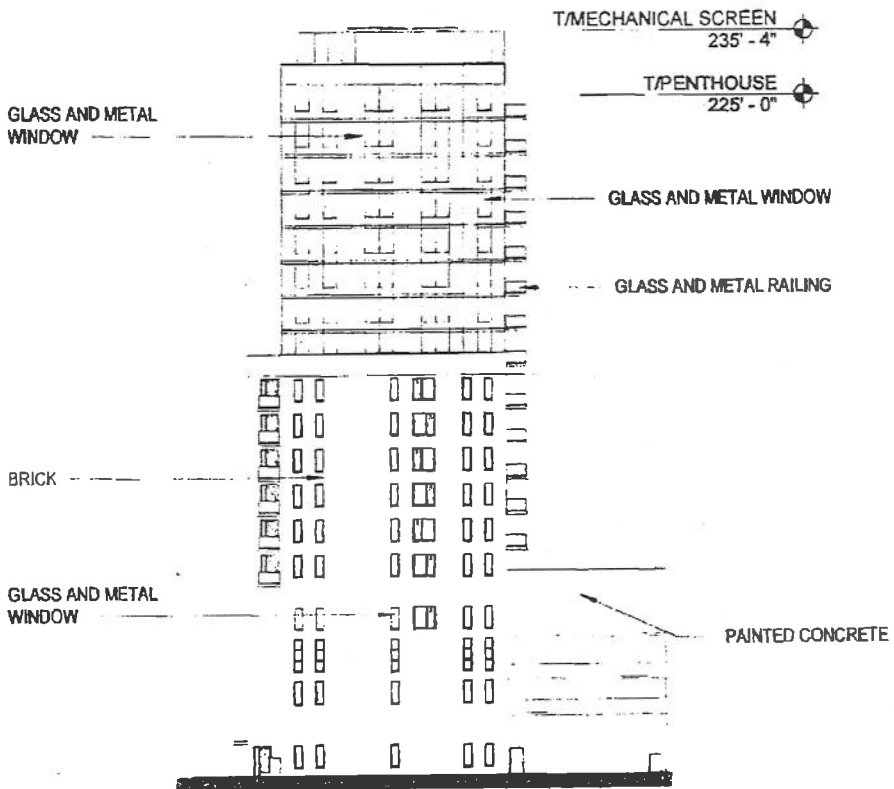 T/MECHANICAL SCREEN
235' - 4"
T/PENTHOUSE
225' - 0"
GLASS AND METAL
WINDOW
GLASS AND METAL WINDOW
GLASS AND METAL RAILING
BRICK
GLASS AND METAL
WINDOW
PAINTED CONCRETE